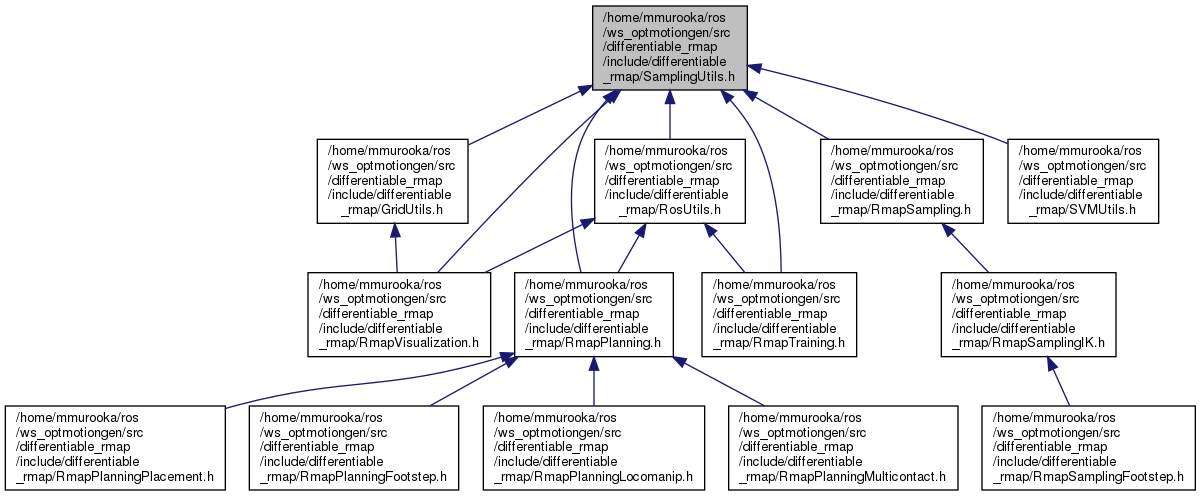 /home/mmurooka/ros
/ws_optmotiongen/src
/differentiable_rmap
/include/differentiable
_rmap/SamplingUtils.h
/home/mmurooka/ros
/ws_optmotiongen/src
/differentiable_rmap
/include/differentiable
_rmap/GridUtils.h
/home/mmurooka/ros
/ws_optmotiongen/src
/differentiable_rmap
/include/differentiable
_rmap/RosUtils.h
/home/mmurooka/ros
/ws_optmotiongen/src
/differentiable_rmap
/include/differentiable
_rmap/RmapSampling.h
/home/mmurooka/ros
/ws_optmotiongen/src
/differentiable_rmap
/include/differentiable
_rmap/SVMUtils.h
/home/mmurooka/ros
/ws_optmotiongen/src
/differentiable_rmap
/include/differentiable
_rmap/RmapVisualization.h
/home/mmurooka/ros
/ws_optmotiongen/src
/differentiable_rmap
/include/differentiable
_rmap/RmapPlanning.h
/home/mmurooka/ros
/ws_optmotiongen/src
/differentiable_rmap
/include/differentiable
_rmap/RmapTraining.h
/home/mmurooka/ros
/ws_optmotiongen/src
/differentiable_rmap
/include/differentiable
_rmap/RmapSamplingIK.h
/home/mmurooka/ros
/ws_optmotiongen/src
/differentiable_rmap
/include/differentiable
_rmap/RmapPlanningPlacement.h
/home/mmurooka/ros
/ws_optmotiongen/src
/differentiable_rmap
/include/differentiable
_rmap/RmapPlanningFootstep.h
/home/mmurooka/ros
/ws_optmotiongen/src
/differentiable_rmap
/include/differentiable
_rmap/RmapPlanningLocomanip.h
/home/mmurooka/ros
/ws_optmotiongen/src
/differentiable_rmap
/include/differentiable
_rmap/RmapPlanningMulticontact.h
/home/mmurooka/ros
/ws_optmotiongen/src
/differentiable_rmap
/include/differentiable
_rmap/RmapSamplingFootstep.h